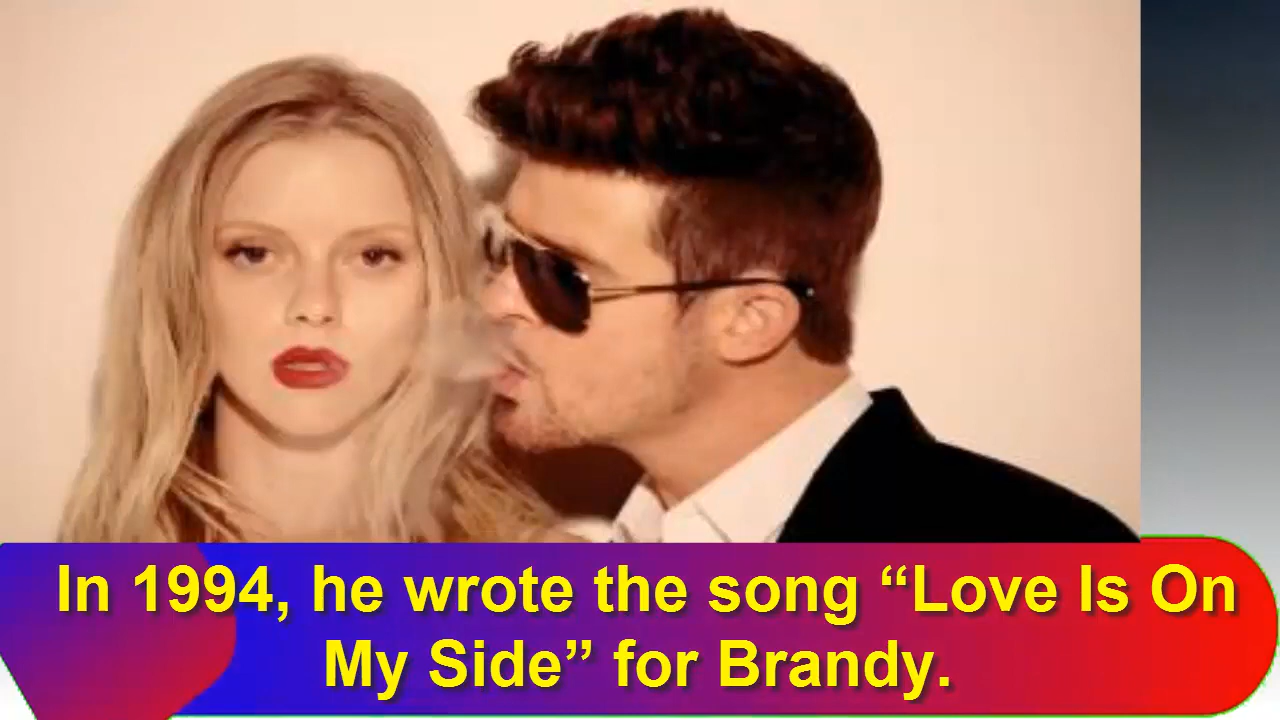 In 1994, he wrote the song “Love Is On
My Side” for Brandy.